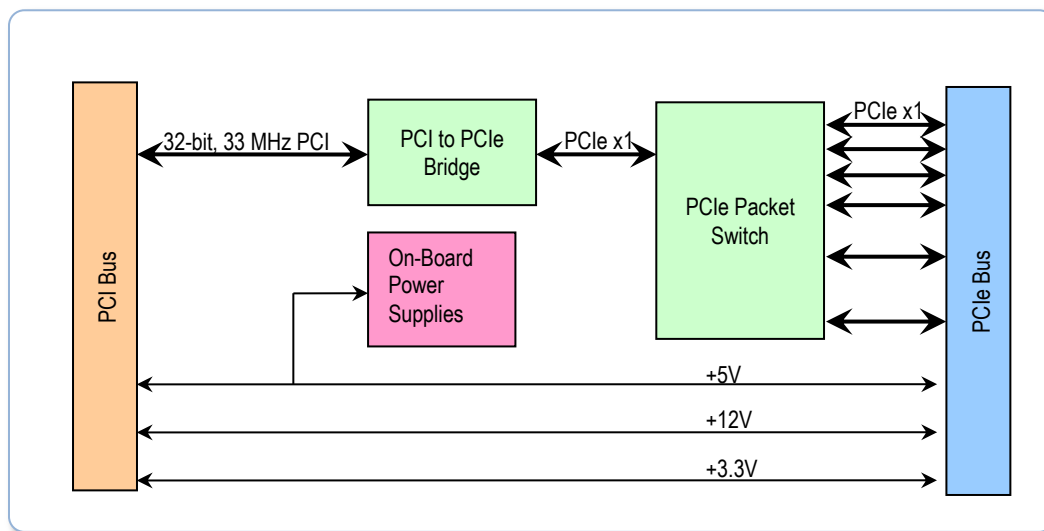 PCI Bus
32-bit, 33 MHz PCI
PCI to PCIe
Bridge
PCIe x1
PCIe Packet
Switch
PCIe x1
PCIe Bus
On-Board
Power
Supplies
+5V
+12V
+3.3V